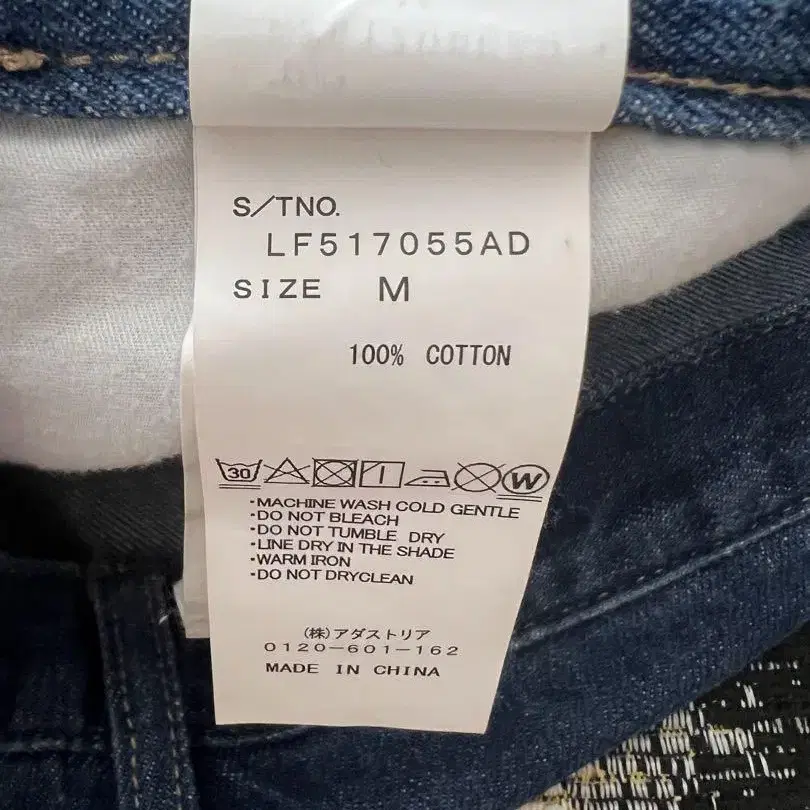 S/TNO.
LF517055AD
SIZE M
100% COTTON
30 W
・MACHINE WASH COLD GENTLE
・DO NOT BLEACH
・DO NOT TUMBLE DRY
・LINE DRY IN THE SHADE
・WARM IRON
・DO NOT DRYCLEAN
(株)アダストリア
0120-601-162
MADE IN CHINA